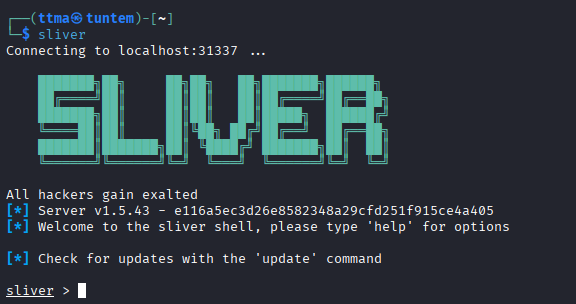 ┌──(ttma㉿tuntem)-[~]
└─$ sliver
Connecting to localhost:31337 ...
SLIVER
All hackers gain exalted
[*] Server v1.5.43 - e116a5ec3d26e8582348a29cfd251f915ce4a405
[*] Welcome to the sliver shell, please type 'help' for options
[*] Check for updates with the 'update' command
sliver >